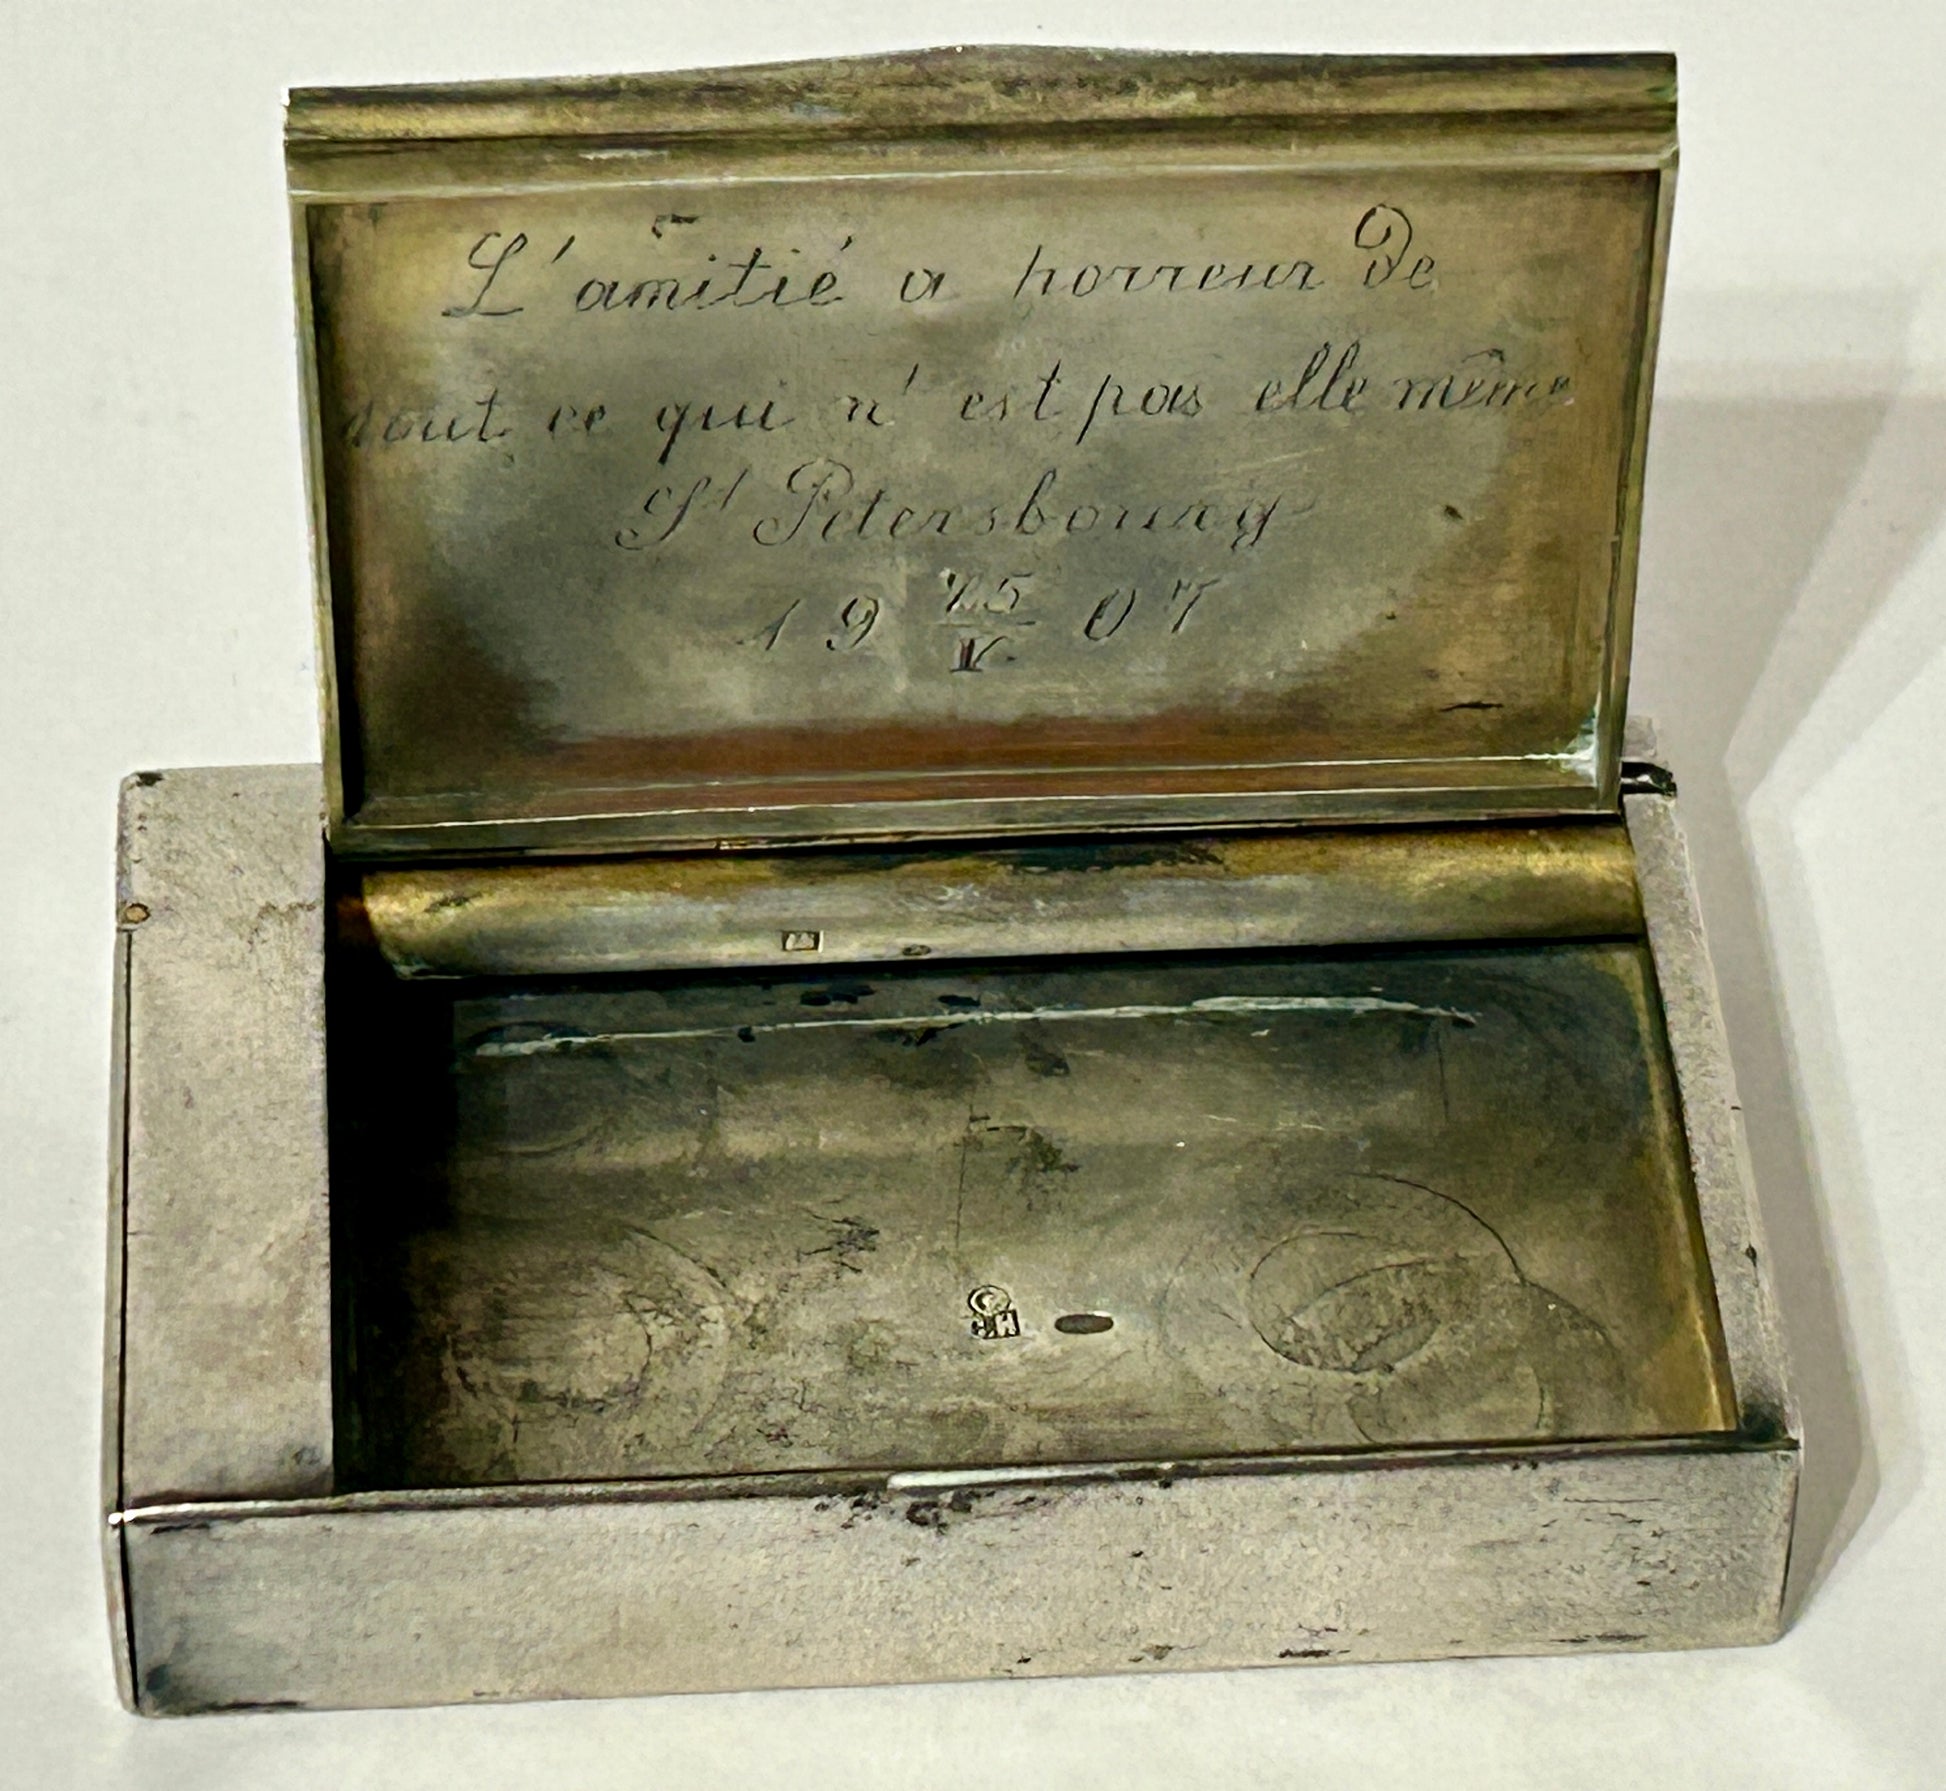 L'amitié a horreur de
tout ce qui n'est pas elle même
St Petersbourg
19 25/V 07